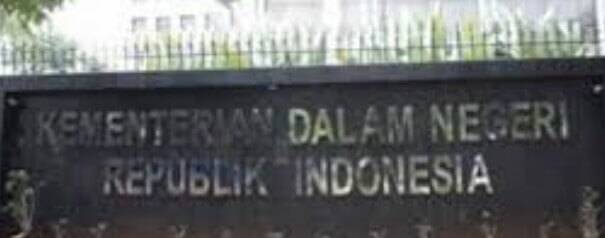 KEMENTERIAN DALAM NEGERI
REPUBLIK INDONESIA